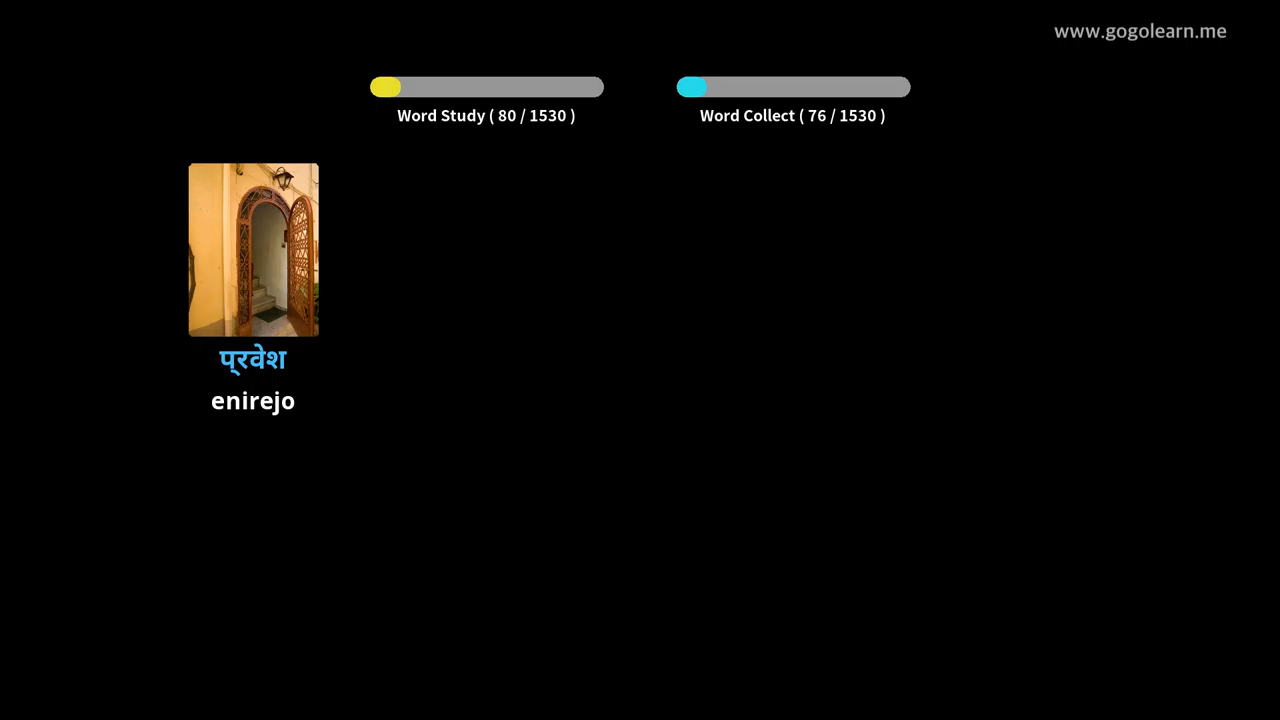 www.gogolearn.me
Word Study ( 80 / 1530 )
Word Collect ( 76 / 1530 )
प्रवेश
enirejo